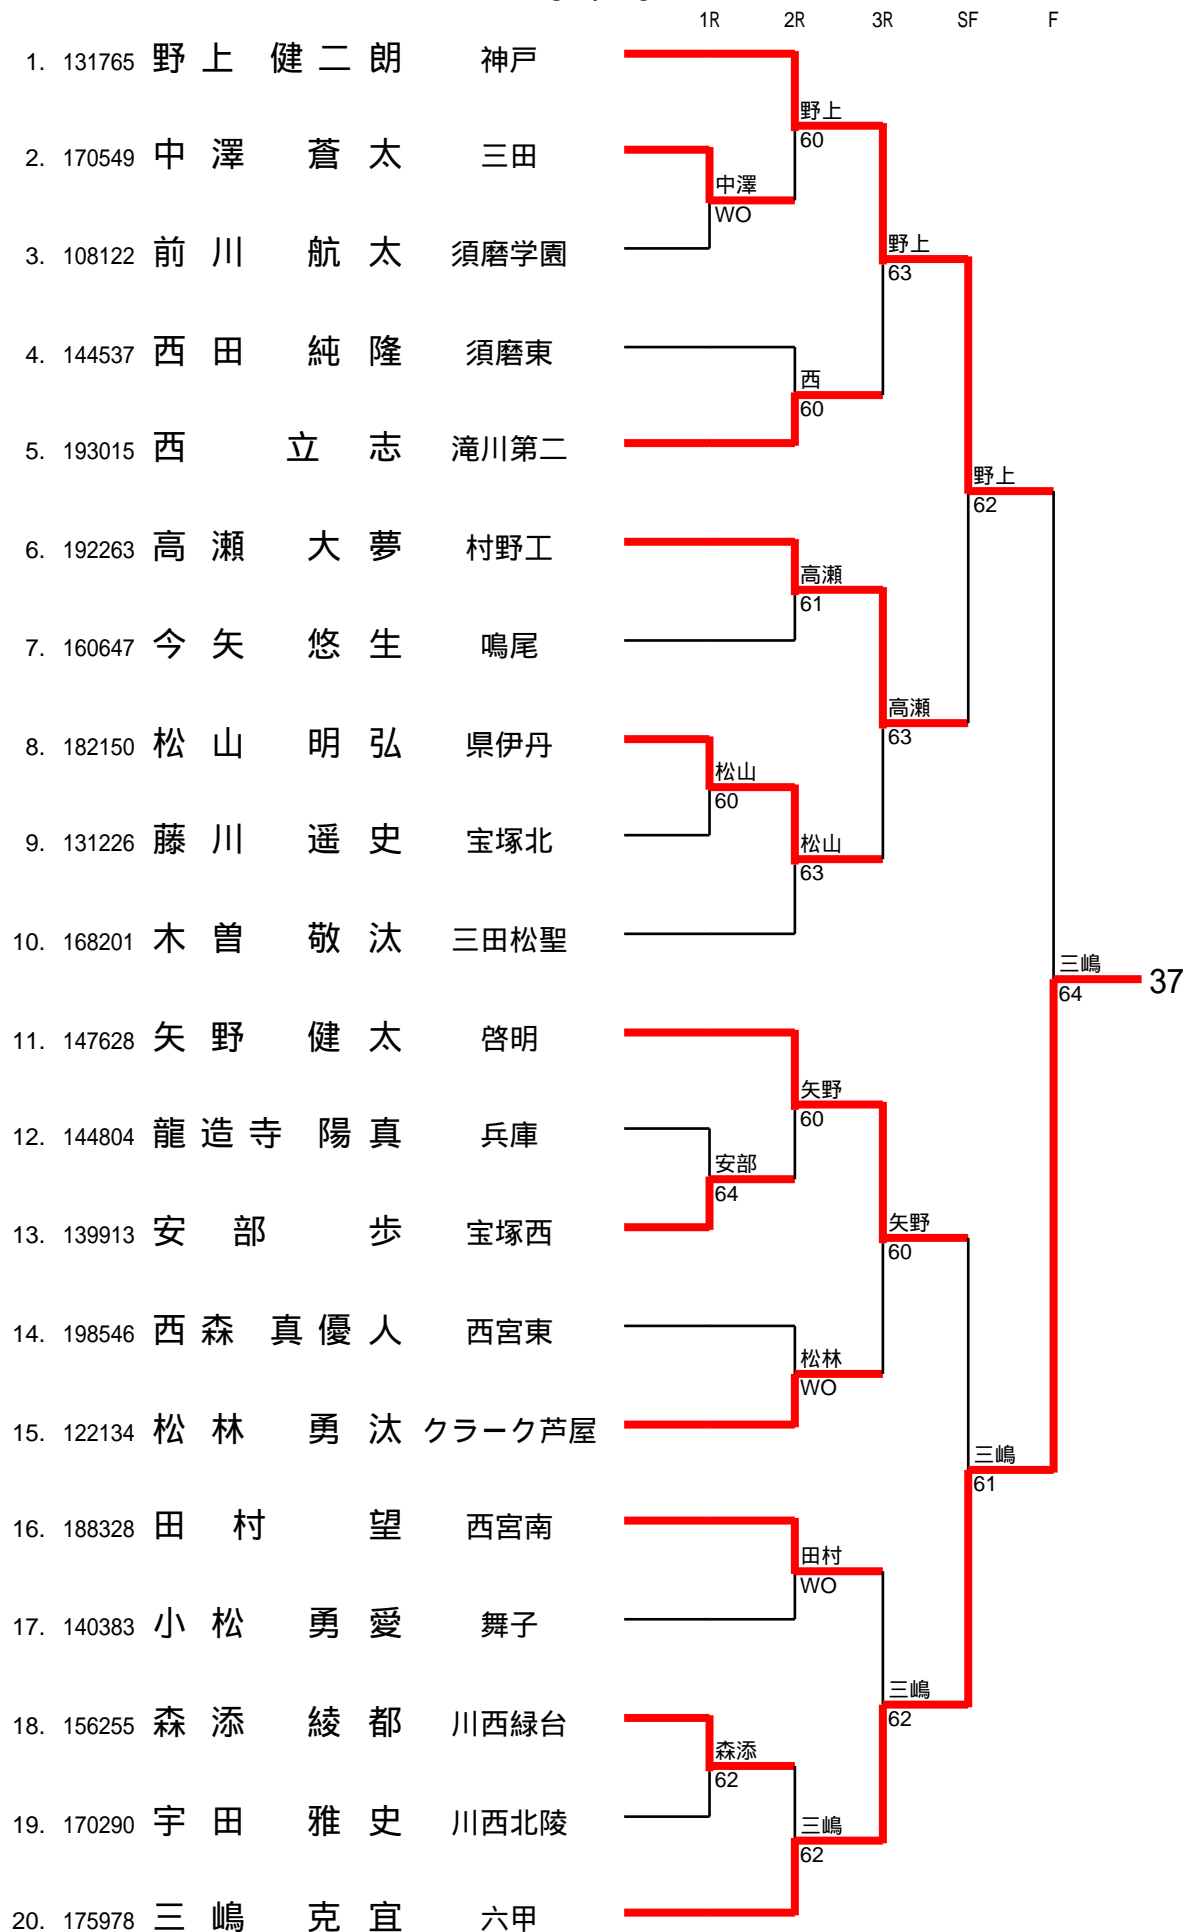 1R 2R 3R SF F
1. 131765 野上 健二朗 神戸
野上
60
2. 170549 中澤 蒼太 三田
中澤
WO
3. 108122 前川 航太 須磨学園
野上
63
4. 144537 西田 純隆 須磨東
西
60
5. 193015 西 立志 滝川第二
野上
62
6. 192263 高瀬 大夢 村野工
高瀬
61
7. 160647 今矢 悠生 鳴尾
高瀬
63
8. 182150 松山 明弘 県伊丹
松山
60
9. 131226 藤川 遥史 宝塚北
松山
63
10. 168201 木曽 敬汰 三田松聖
三嶋
64 37
11. 147628 矢野 健太 啓明
矢野
60
12. 144804 龍造寺 陽真 兵庫
安部
64
13. 139913 安部 歩 宝塚西
矢野
60
14. 198546 西森 真優人 西宮東
松林
WO
15. 122134 松林 勇汰 クラーク芦屋
三嶋
61
16. 188328 田村 望 西宮南
田村
WO
17. 140383 小松 勇愛 舞子
三嶋
62
18. 156255 森添 綾都 川西緑台
森添
62
19. 170290 宇田 雅史 川西北陵
三嶋
62
20. 175978 三嶋 克宜 六甲